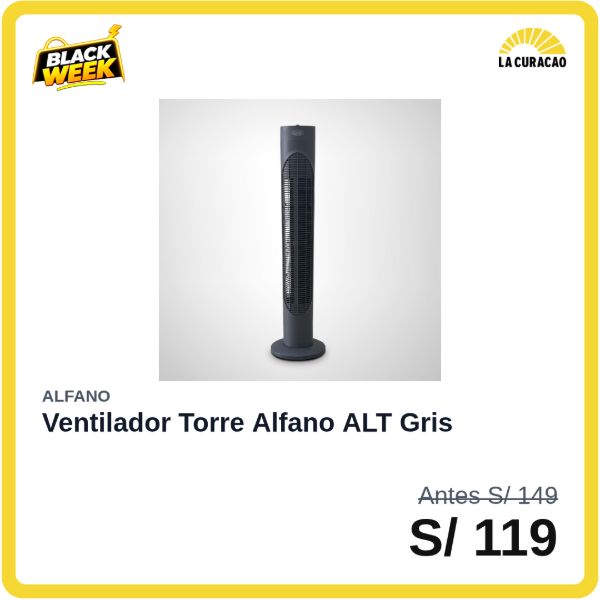 BLACK
WEEK
LA CURACAO
ALFANO
Ventilador Torre Alfano ALT Gris
Antes S/ 149
S/ 119